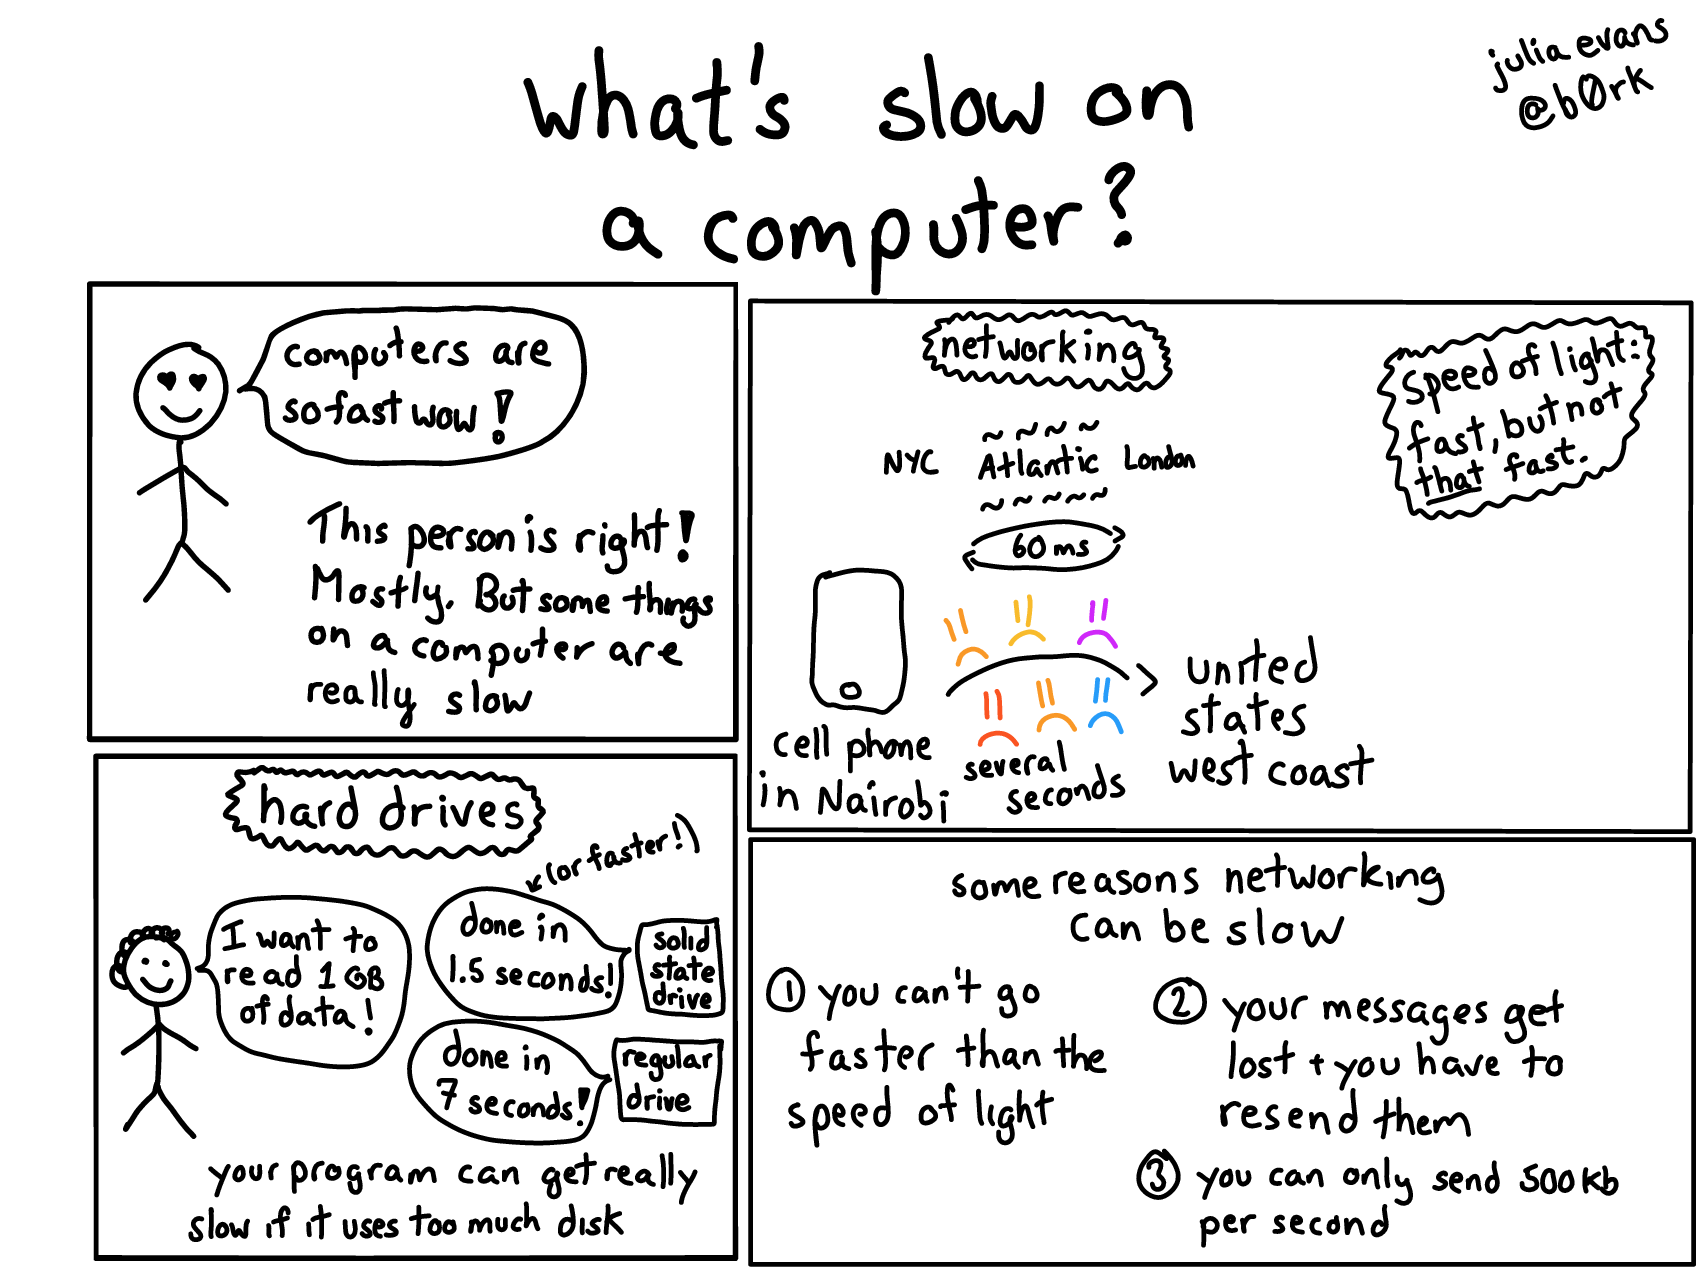 what's slow on
a computer?
julia evans
@b0rk
computers are
so fast wow!
This person is right!
Mostly. But some things
on a computer are
really slow
networking
speed of light:
fast, but not
that fast.
~ ~ ~ ~
NYC Atlantic London
~ ~ ~ ~ ~
60 ms
cell phone
in Nairobi
several
seconds
united
states
west coast
hard drives
(or faster!)
I want to
read 1 GB
of data!
done in
1.5 seconds!
solid
state
drive
done in
7 seconds!
regular
drive
your program can get really
slow if it uses too much disk
some reasons networking
can be slow
① you can't go
faster than the
speed of light
② your messages get
lost + you have to
resend them
③ you can only send 500kb
per second